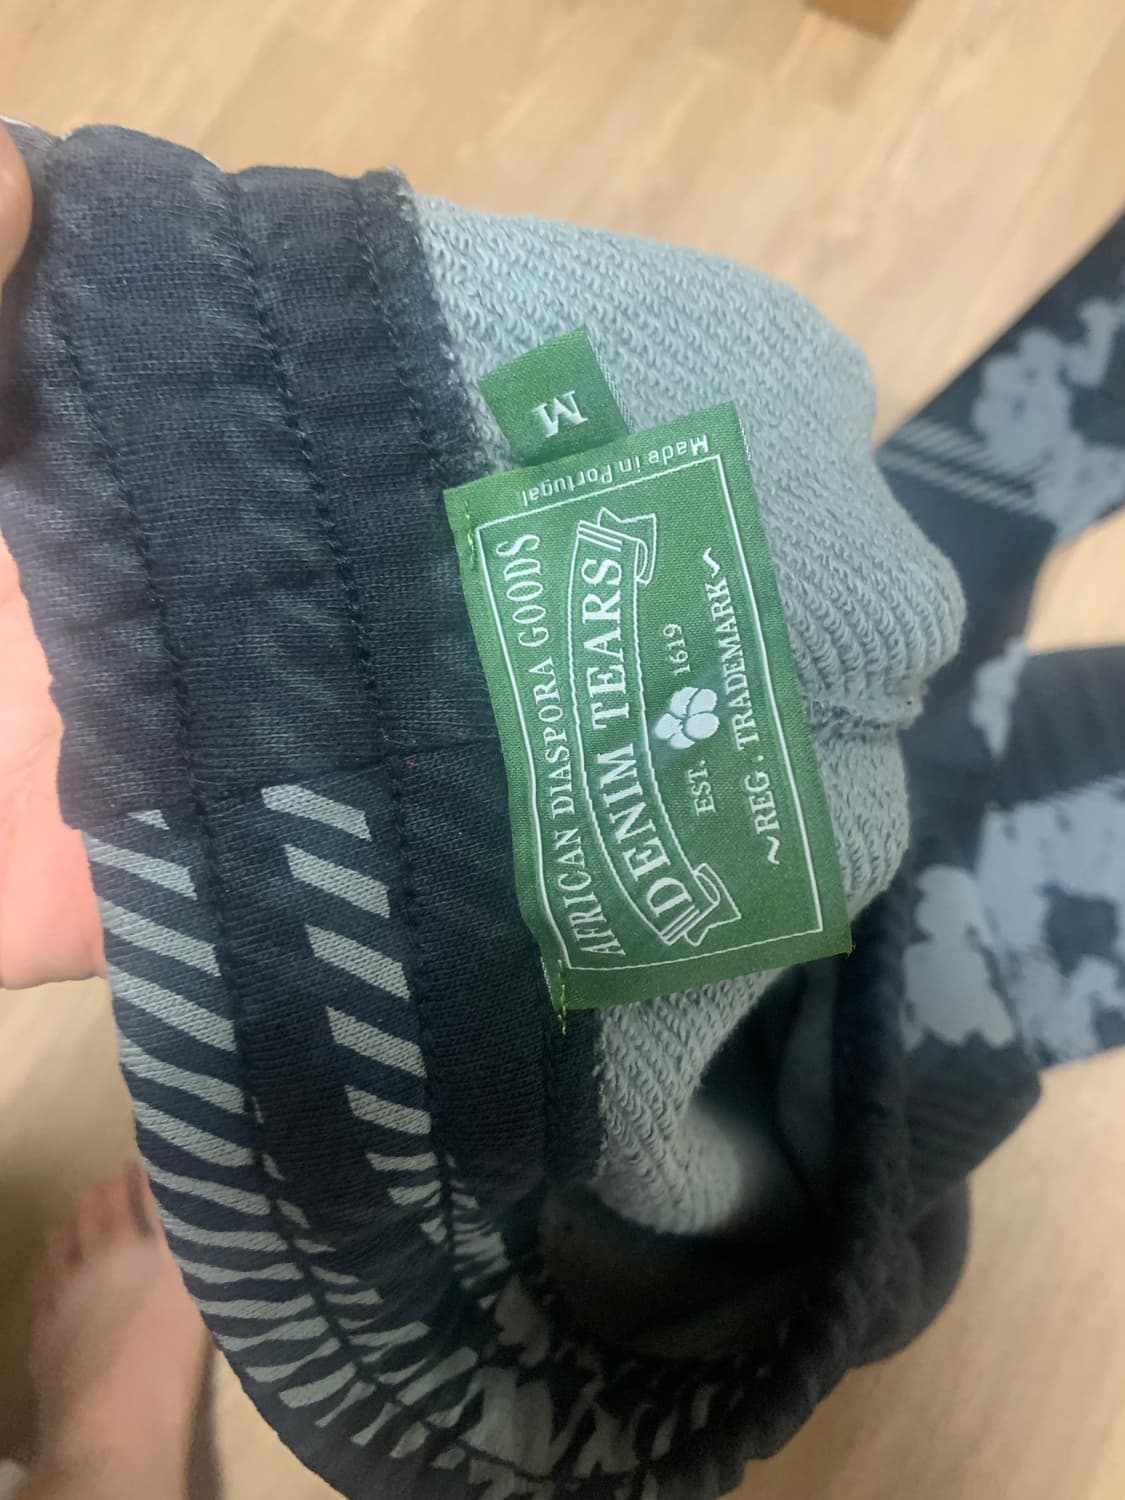 M
Made in Portugal
AFRICAN DIASPORA GOODS
DENIM TEARS
EST. 1619
~REG. TRADEMARK~